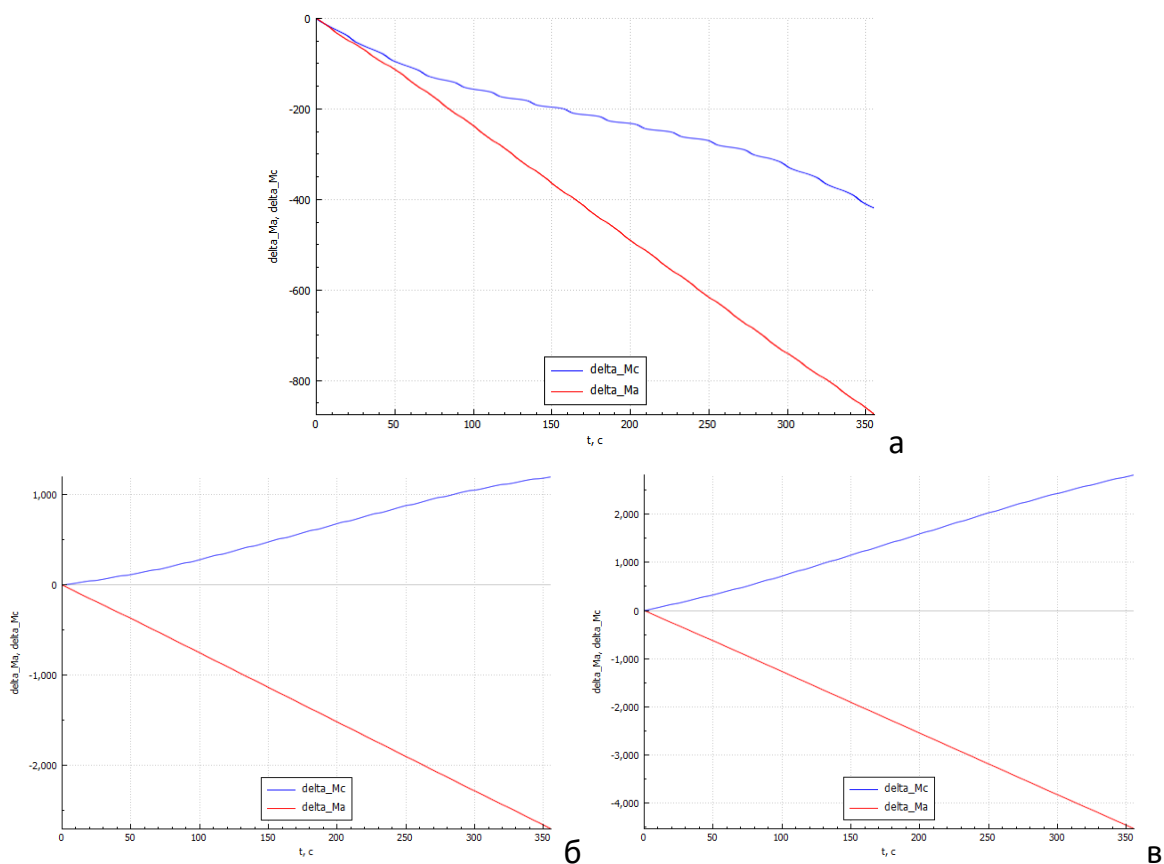 0
-200
-400
-600
-800
delta_Ma, delta_Mc
delta_Mc
delta_Ma
0 50 100 150 200 250 300 350
t, c
а
1,000
0
-1,000
-2,000
delta_Ma, delta_Mc
delta_Mc
delta_Ma
0 50 100 150 200 250 300 350
t, c
б
2,000
1,000
0
-1,000
-2,000
-3,000
-4,000
delta_Ma, delta_Mc
delta_Mc
delta_Ma
0 50 100 150 200 250 300 350
t, c
в